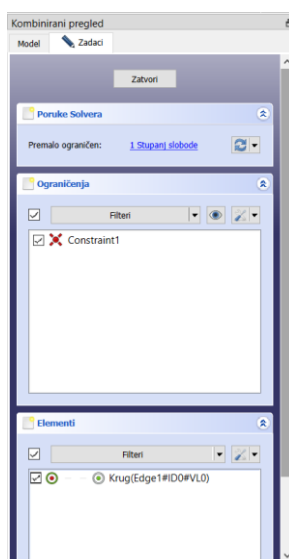 Kombinirani pregled
Model Zadaci
Zatvori
Poruke Solvera
Premalo ograničen: 1 Stupanj slobode
Ograničenja
Filteri
Constraint1
Elementi
Filteri
Krug(Edge1#ID0#VL0)